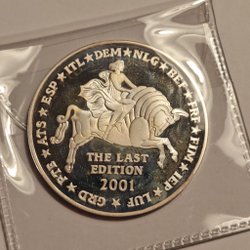 GRD ★ PTE ★ ATS ★ ESP ★ ITL ★ DEM ★ NLG ★ BEF ★ FRF ★ FIM ★ IEP ★ LUF ★
THE LAST
EDITION
2001